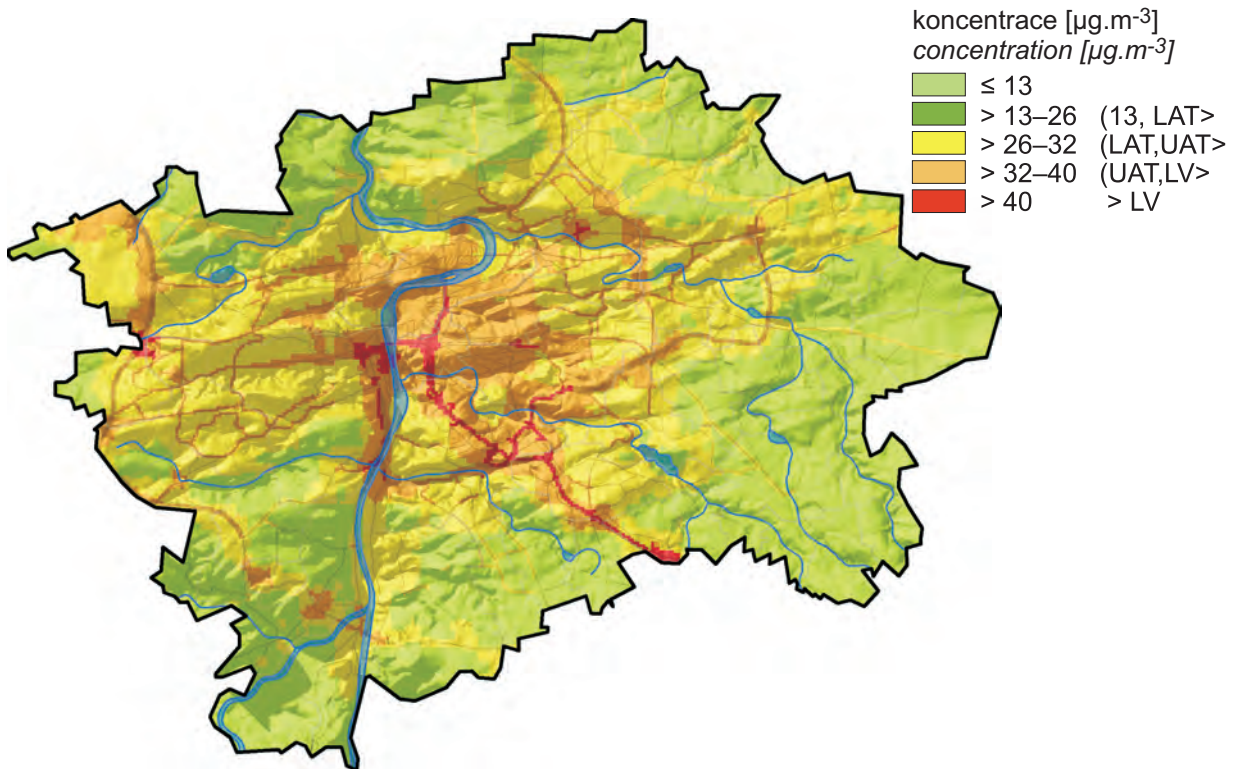 koncentrace [µg.m-3]
concentration [µg.m-3]
≤ 13
> 13–26 (13, LAT>
> 26–32 (LAT,UAT>
> 32–40 (UAT,LV>
> 40 > LV